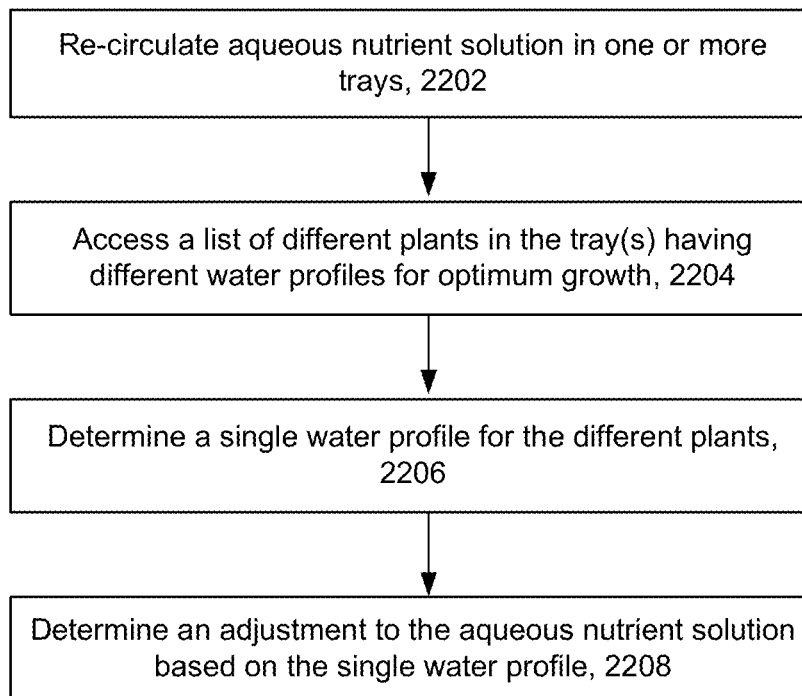 Re-circulate aqueous nutrient solution in one or more
trays, 2202
Access a list of different plants in the tray(s) having
different water profiles for optimum growth, 2204
Determine a single water profile for the different plants,
2206
Determine an adjustment to the aqueous nutrient solution
based on the single water profile, 2208